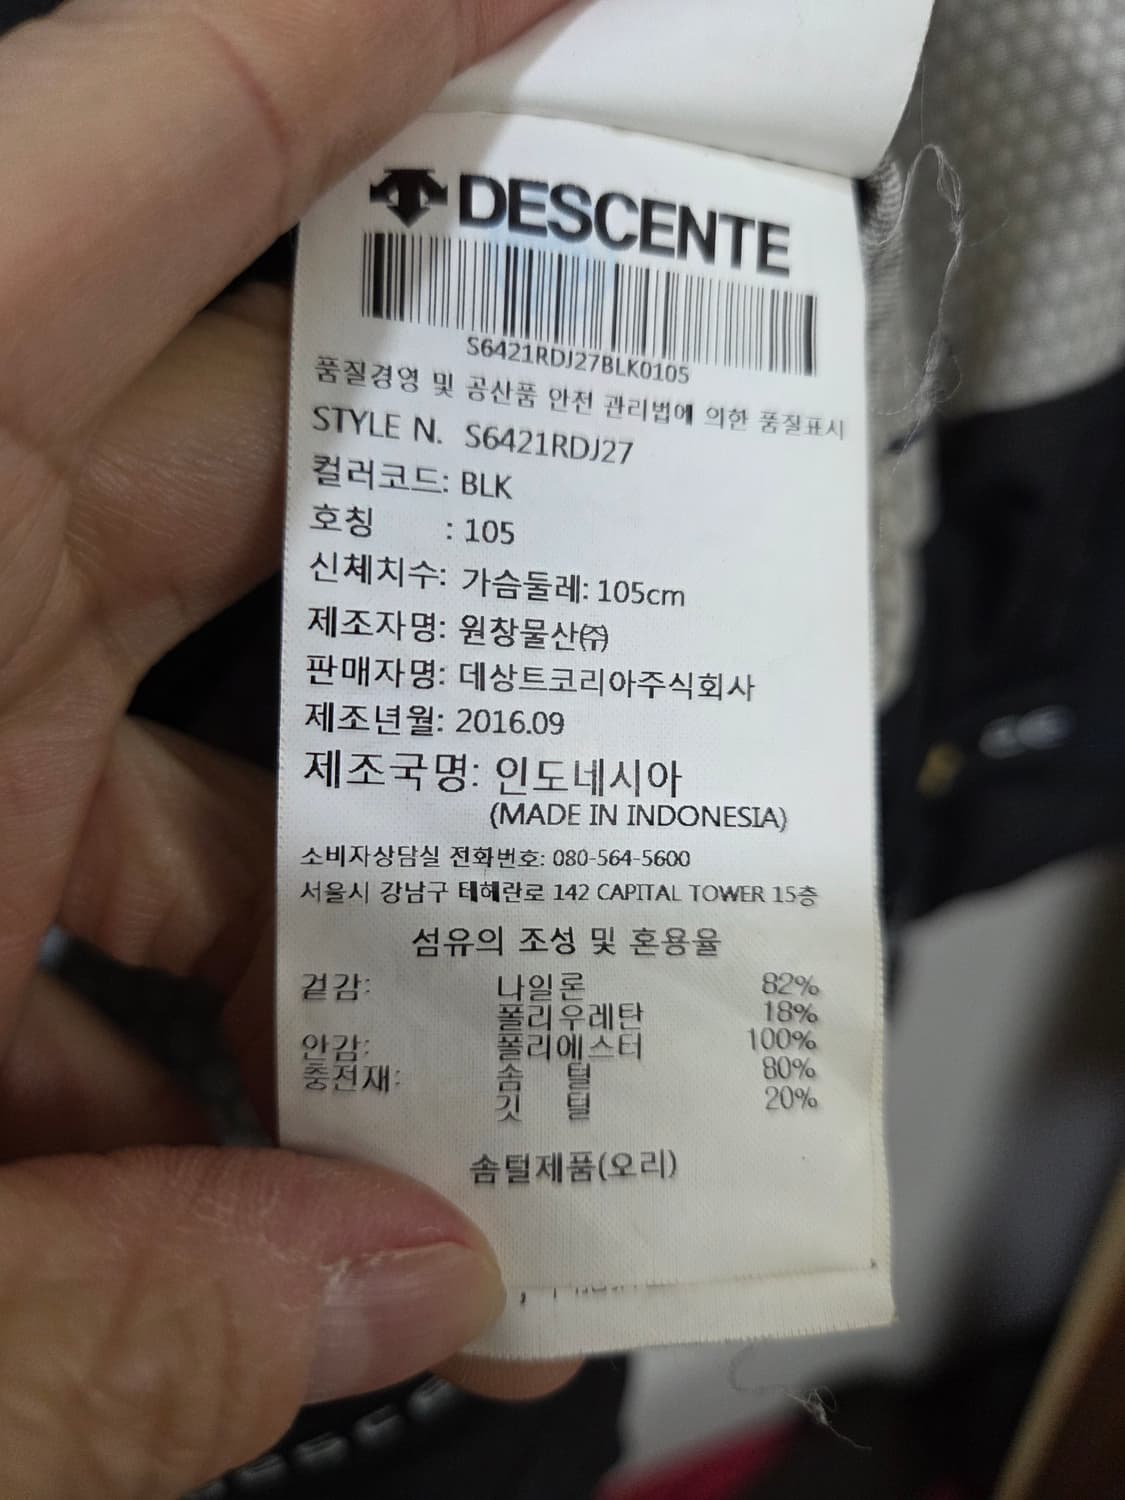 DESCENTE
S6421RDJ27BLK0105
품질경영 및 공산품 안전 관리법에 의한 품질표시
STYLE N. S6421RDJ27
컬러코드: BLK
호칭 : 105
신체치수: 가슴둘레: 105cm
제조자명: 원창물산㈜
판매자명: 데상트코리아주식회사
제조년월: 2016.09
제조국명: 인도네시아
(MADE IN INDONESIA)
소비자상담실 전화번호: 080-564-5600
서울시 강남구 테헤란로 142 CAPITAL TOWER 15층
섬유의 조성 및 혼용율
겉감: 나일론 82%
폴리우레탄 18%
안감: 폴리에스터 100%
충전재: 솜 털 80%
깃 털 20%
솜털제품(오리)